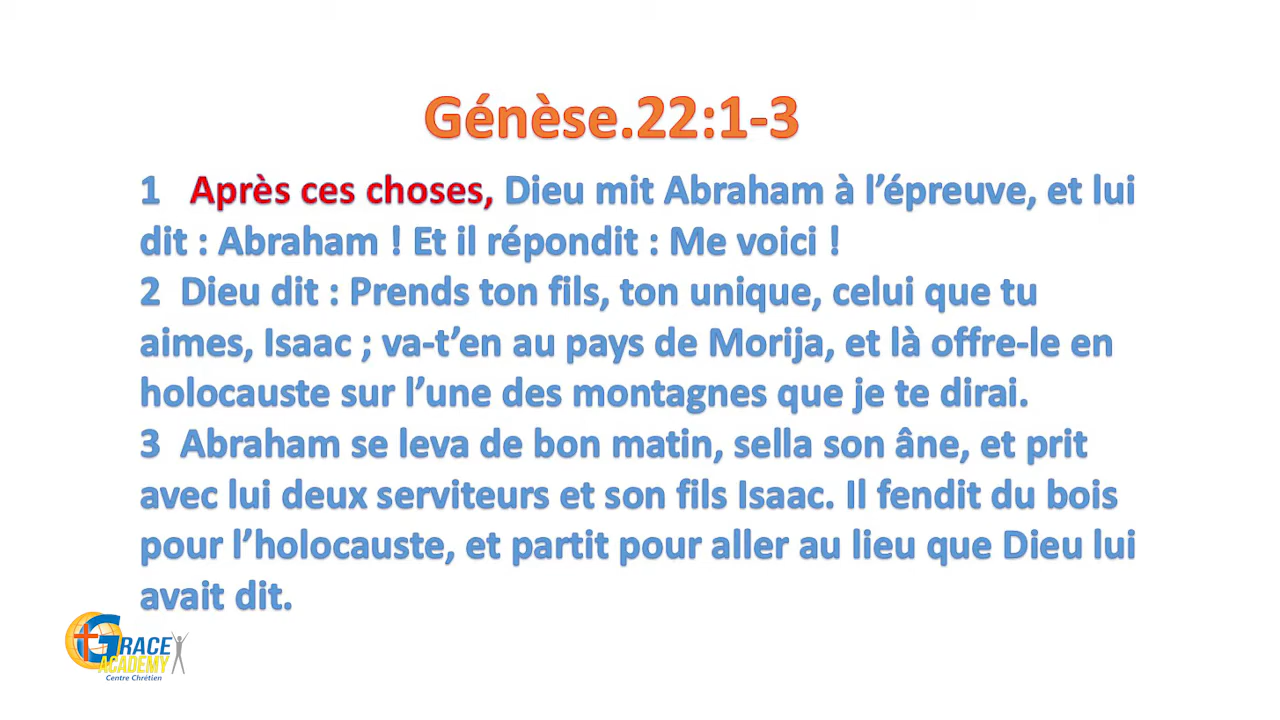 Génèse.22:1-3
1 Après ces choses, Dieu mit Abraham à l’épreuve, et lui
dit : Abraham ! Et il répondit : Me voici !
2 Dieu dit : Prends ton fils, ton unique, celui que tu
aimes, Isaac ; va-t’en au pays de Morija, et là offre-le en
holocauste sur l’une des montagnes que je te dirai.
3 Abraham se leva de bon matin, sella son âne, et prit
avec lui deux serviteurs et son fils Isaac. Il fendit du bois
pour l’holocauste, et partit pour aller au lieu que Dieu lui
avait dit.
GRACE
ACADEMY
Centre Chrétien